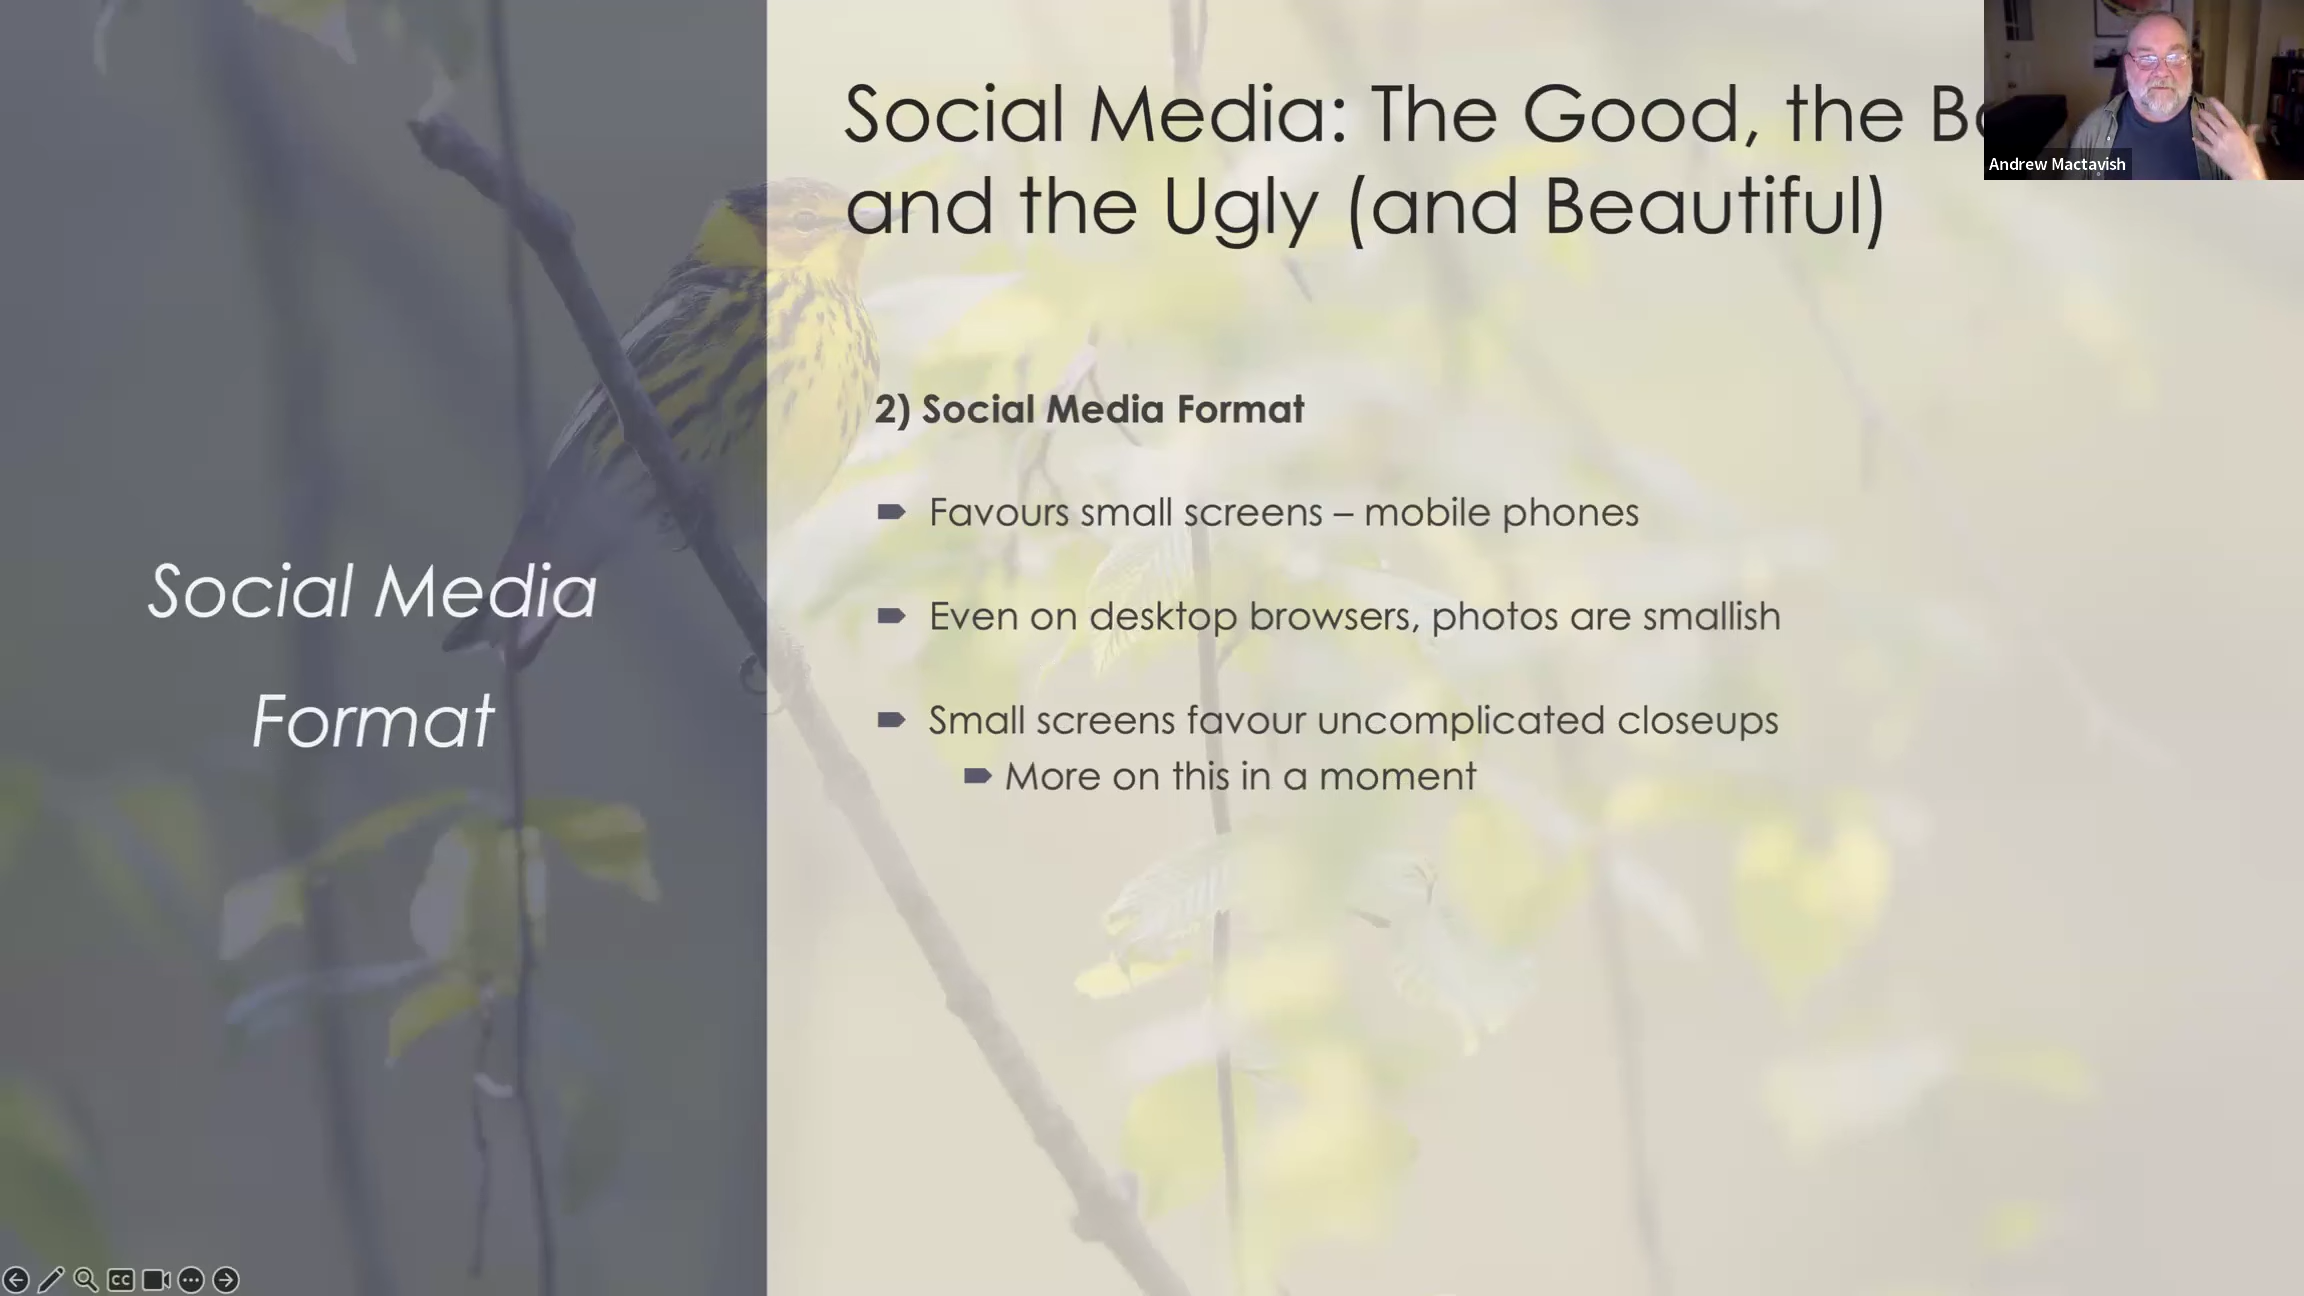 Social Media: The Good, the
and the Ugly (and Beautiful)
Andrew Mactavish
Social Media
Format
2) Social Media Format
Favours small screens – mobile phones
Even on desktop browsers, photos are smallish
Small screens favour uncomplicated closeups
More on this in a moment
CC